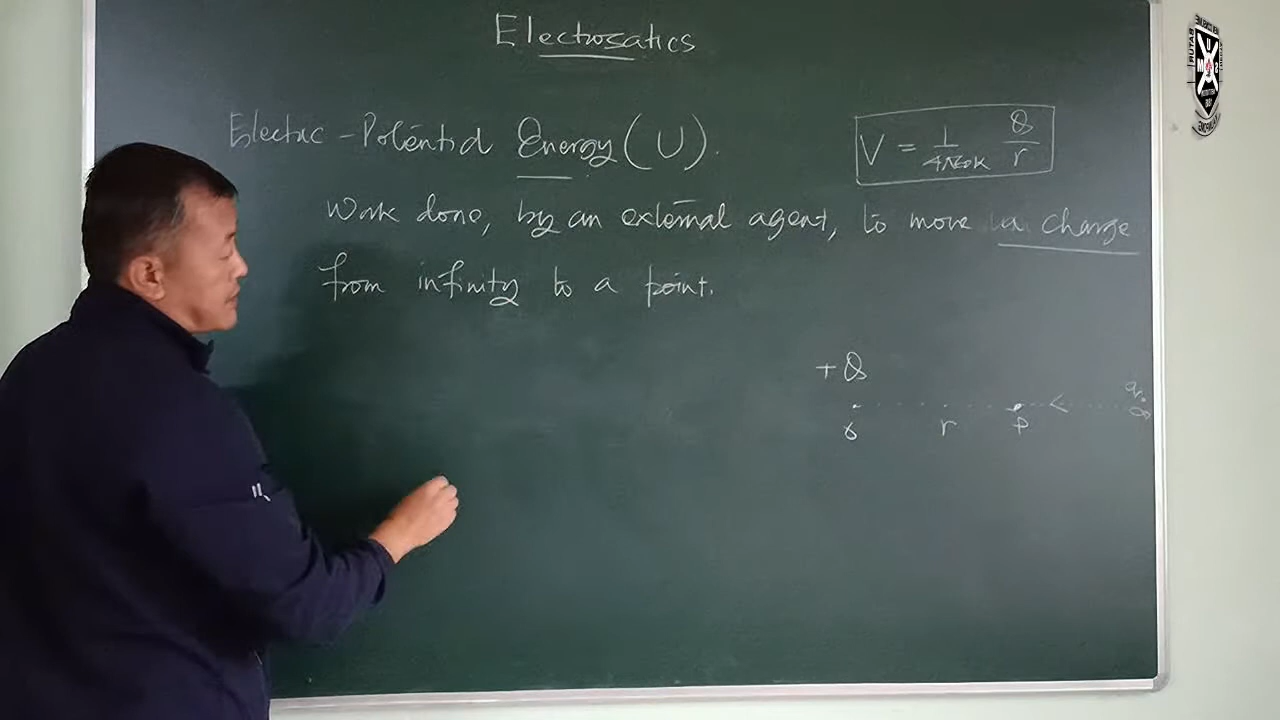 Electrosatics
Electric - Potential Energy (U).
V = 1/4πε₀K Q/r
Work done, by an external agent, to move a charge
from infinity to a point.
+Q
q.
∞
r
P
U
M
S